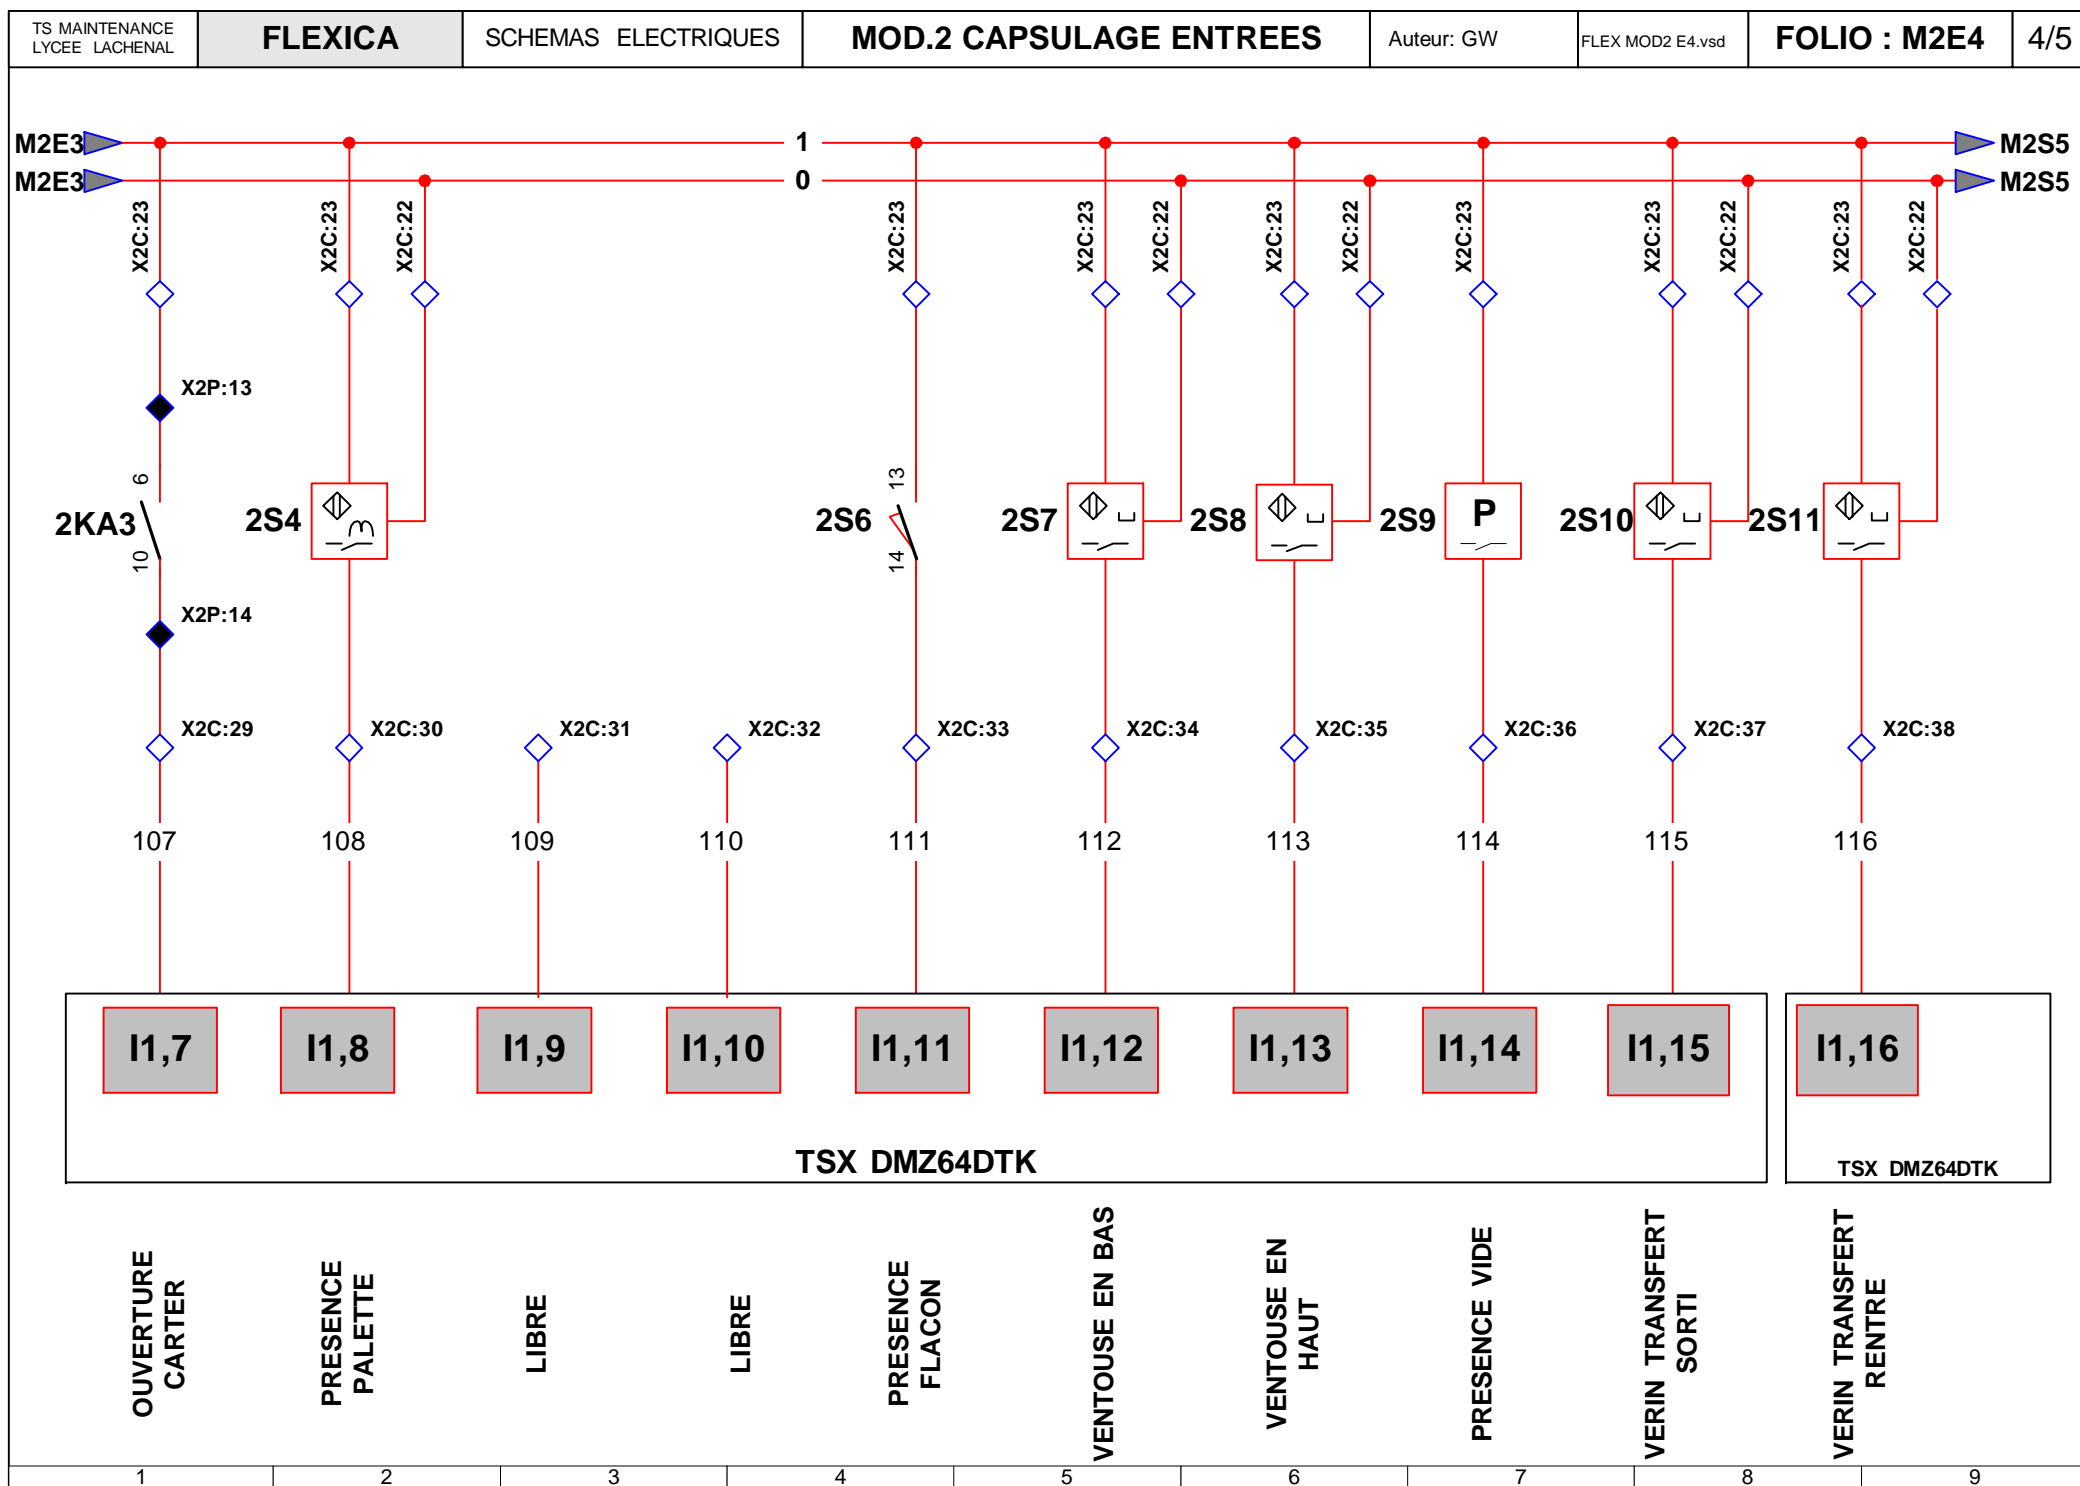 TS MAINTENANCE
LYCEE LACHENAL
FLEXICA
SCHEMAS ELECTRIQUES
MOD.2 CAPSULAGE ENTREES
Auteur: GW
FLEX MOD2 E4.vsd
FOLIO : M2E4
4/5
M2E3
1
M2S5
M2E3
0
M2S5
X2C:23
X2C:23
X2C:22
X2C:23
X2C:23
X2C:22
X2C:23
X2C:22
X2C:23
X2C:23
X2C:22
X2C:23
X2C:22
X2P:13
6
13
2KA3
2S4
2S6
2S7
2S8
2S9
P
2S10
2S11
10
14
X2P:14
X2C:29
X2C:30
X2C:31
X2C:32
X2C:33
X2C:34
X2C:35
X2C:36
X2C:37
X2C:38
107
108
109
110
111
112
113
114
115
116
I1,7
I1,8
I1,9
I1,10
I1,11
I1,12
I1,13
I1,14
I1,15
I1,16
TSX DMZ64DTK
TSX DMZ64DTK
OUVERTURE
CARTER
PRESENCE
PALETTE
LIBRE
LIBRE
PRESENCE
FLACON
VENTOUSE EN BAS
VENTOUSE EN
HAUT
PRESENCE VIDE
VERIN TRANSFERT
SORTI
VERIN TRANSFERT
RENTRE
1
2
3
4
5
6
7
8
9